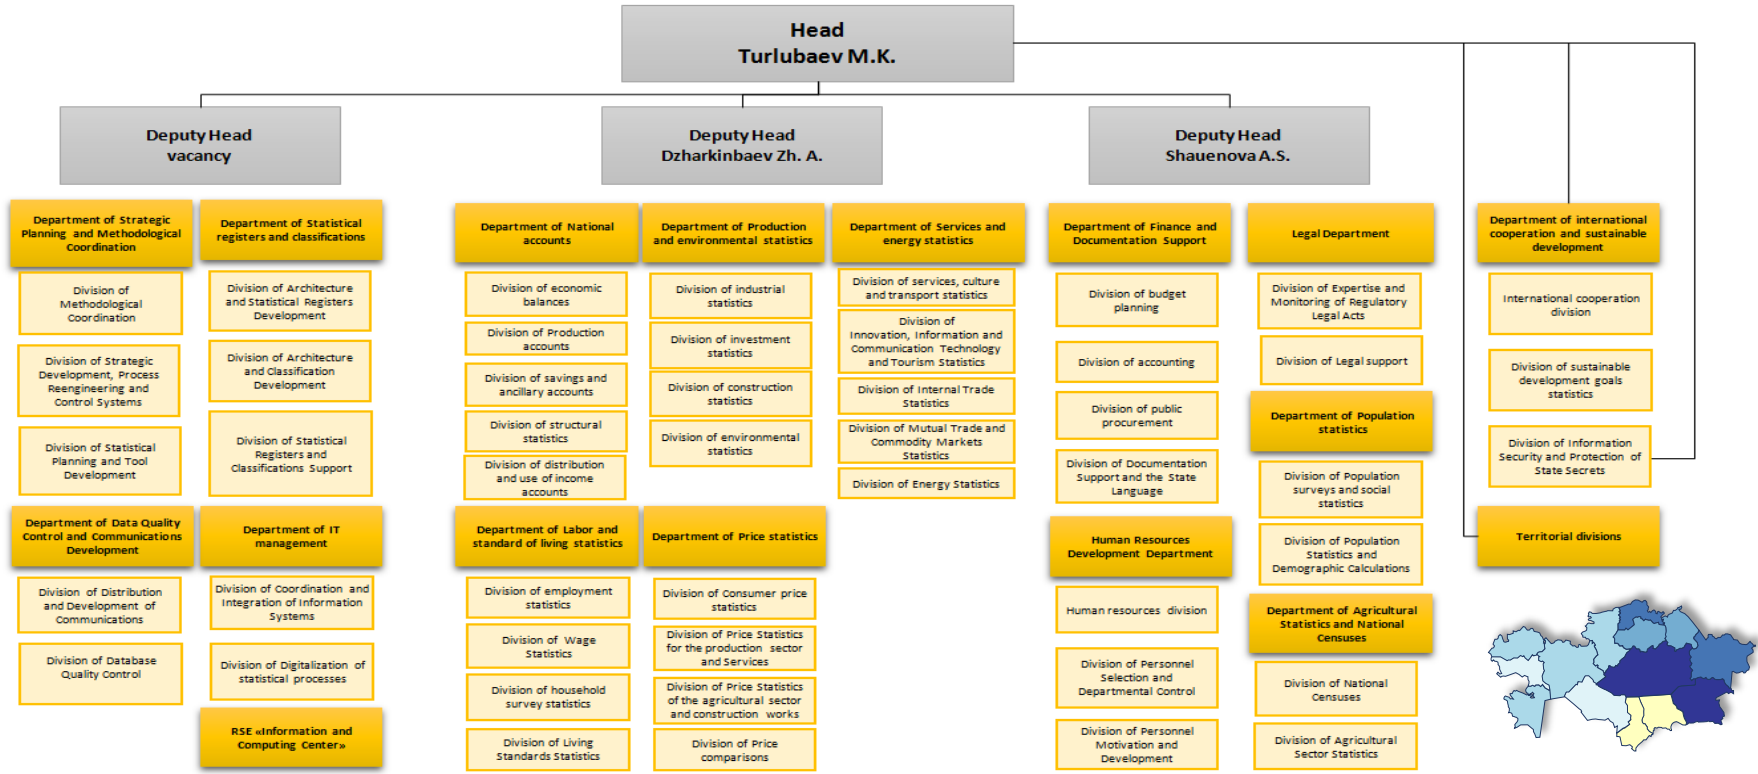 Head
Turlubaev M.K.
Deputy Head
vacancy
Deputy Head
Dzharkinbaev Zh. A.
Deputy Head
Shauenova A.S.
Department of Strategic
Planning and Methodological
Coordination
Division of
Methodological
Coordination
Division of Strategic
Development, Process
Reengineering and
Control Systems
Division of Statistical
Planning and Tool
Development
Department of Data Quality
Control and Communications
Development
Division of Distribution
and Development of
Communications
Division of Database
Quality Control
Department of Statistical
registers and classifications
Division of Architecture
and Statistical Registers
Development
Division of Architecture
and Classification
Development
Division of Statistical
Registers and
Classifications Support
Department of IT
management
Division of Coordination and
Integration of Information
Systems
Division of Digitalization of
statistical processes
RSE «Information and
Computing Center»
Department of National
accounts
Division of economic
balances
Division of Production
accounts
Division of savings and
ancillary accounts
Division of structural
statistics
Division of distribution
and use of income
accounts
Department of Labor and
standard of living statistics
Division of employment
statistics
Division of Wage
Statistics
Division of household
survey statistics
Division of Living
Standards Statistics
Department of Production
and environmental statistics
Division of industrial
statistics
Division of investment
statistics
Division of construction
statistics
Division of environmental
statistics
Department of Price statistics
Division of Consumer price
statistics
Division of Price Statistics
for the production sector
and Services
Division of Price Statistics
of the agricultural sector
and construction works
Division of Price
comparisons
Department of Services and
energy statistics
Division of services, culture
and transport statistics
Division of
Innovation, Information and
Communication Technology
and Tourism Statistics
Division of Internal Trade
Statistics
Division of Mutual Trade and
Commodity Markets
Statistics
Division of Energy Statistics
Department of Finance and
Documentation Support
Division of budget
planning
Division of accounting
Division of public
procurement
Division of Documentation
Support and the State
Language
Human Resources
Development Department
Human resources division
Division of Personnel
Selection and
Departmental Control
Division of Personnel
Motivation and
Development
Legal Department
Division of Expertise and
Monitoring of Regulatory
Legal Acts
Division of Legal support
Department of Population
statistics
Division of Population
surveys and social
statistics
Division of Population
Statistics and
Demographic Calculations
Department of Agricultural
Statistics and National
Censuses
Division of National
Censuses
Division of Agricultural
Sector Statistics
Department of international
cooperation and sustainable
development
International cooperation
division
Division of sustainable
development goals
statistics
Division of Information
Security and Protection of
State Secrets
Territorial divisions